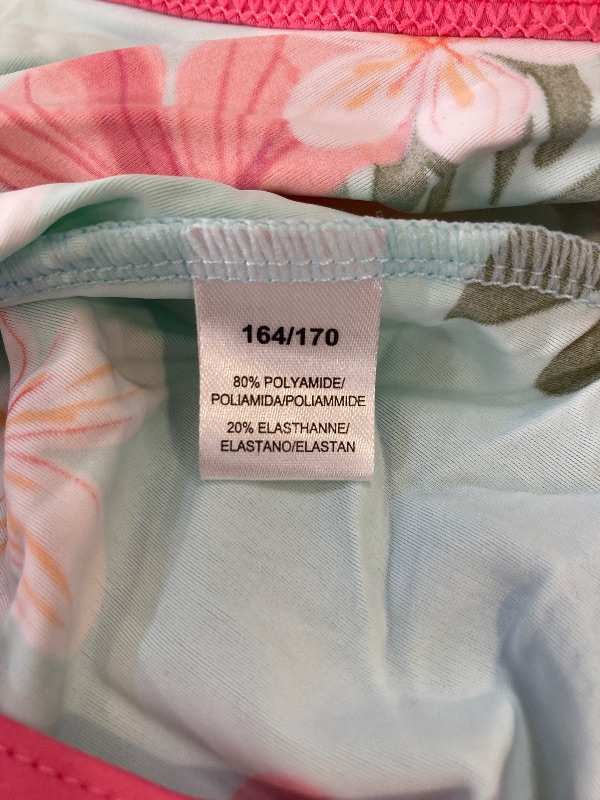 164/170
80% POLYAMIDE/
POLIAMIDA/POLIAMMIDE
20% ELASTHANNE/
ELASTANO/ELASTAN